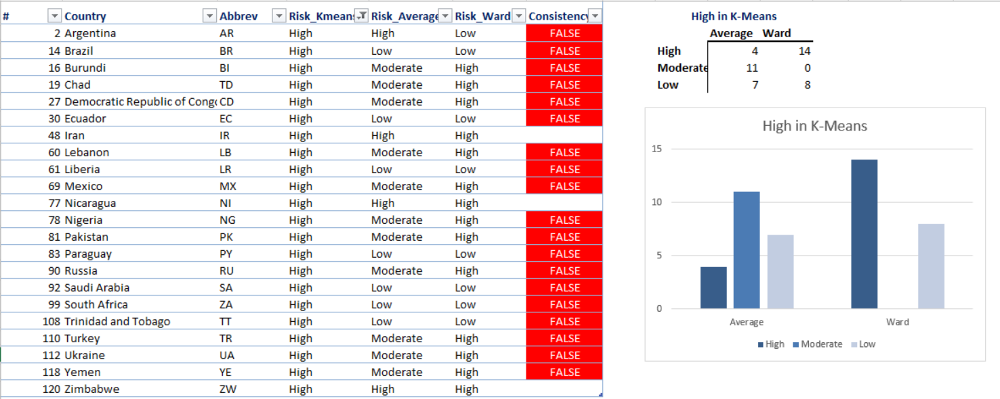 # Country Abbrev Risk_Kmeans Risk_Average Risk_Ward Consistency
2 Argentina AR High High Low FALSE
14 Brazil BR High Low Low FALSE
16 Burundi BI High Moderate High FALSE
19 Chad TD High Moderate High FALSE
27 Democratic Republic of Congo CD High Moderate High FALSE
30 Ecuador EC High Low Low FALSE
48 Iran IR High High High
60 Lebanon LB High Moderate High FALSE
61 Liberia LR High Low Low FALSE
69 Mexico MX High Moderate High FALSE
77 Nicaragua NI High High High
78 Nigeria NG High Moderate High FALSE
81 Pakistan PK High Moderate High FALSE
83 Paraguay PY High Low Low FALSE
90 Russia RU High Moderate High FALSE
92 Saudi Arabia SA High Low Low FALSE
99 South Africa ZA High Low Low FALSE
108 Trinidad and Tobago TT High Low Low FALSE
110 Turkey TR High Moderate High FALSE
112 Ukraine UA High Moderate High FALSE
118 Yemen YE High Moderate High FALSE
120 Zimbabwe ZW High High High
High in K-Means
Average Ward
High 4 14
Moderate 11 0
Low 7 8
High in K-Means
15
10
5
0
Average Ward
High Moderate Low